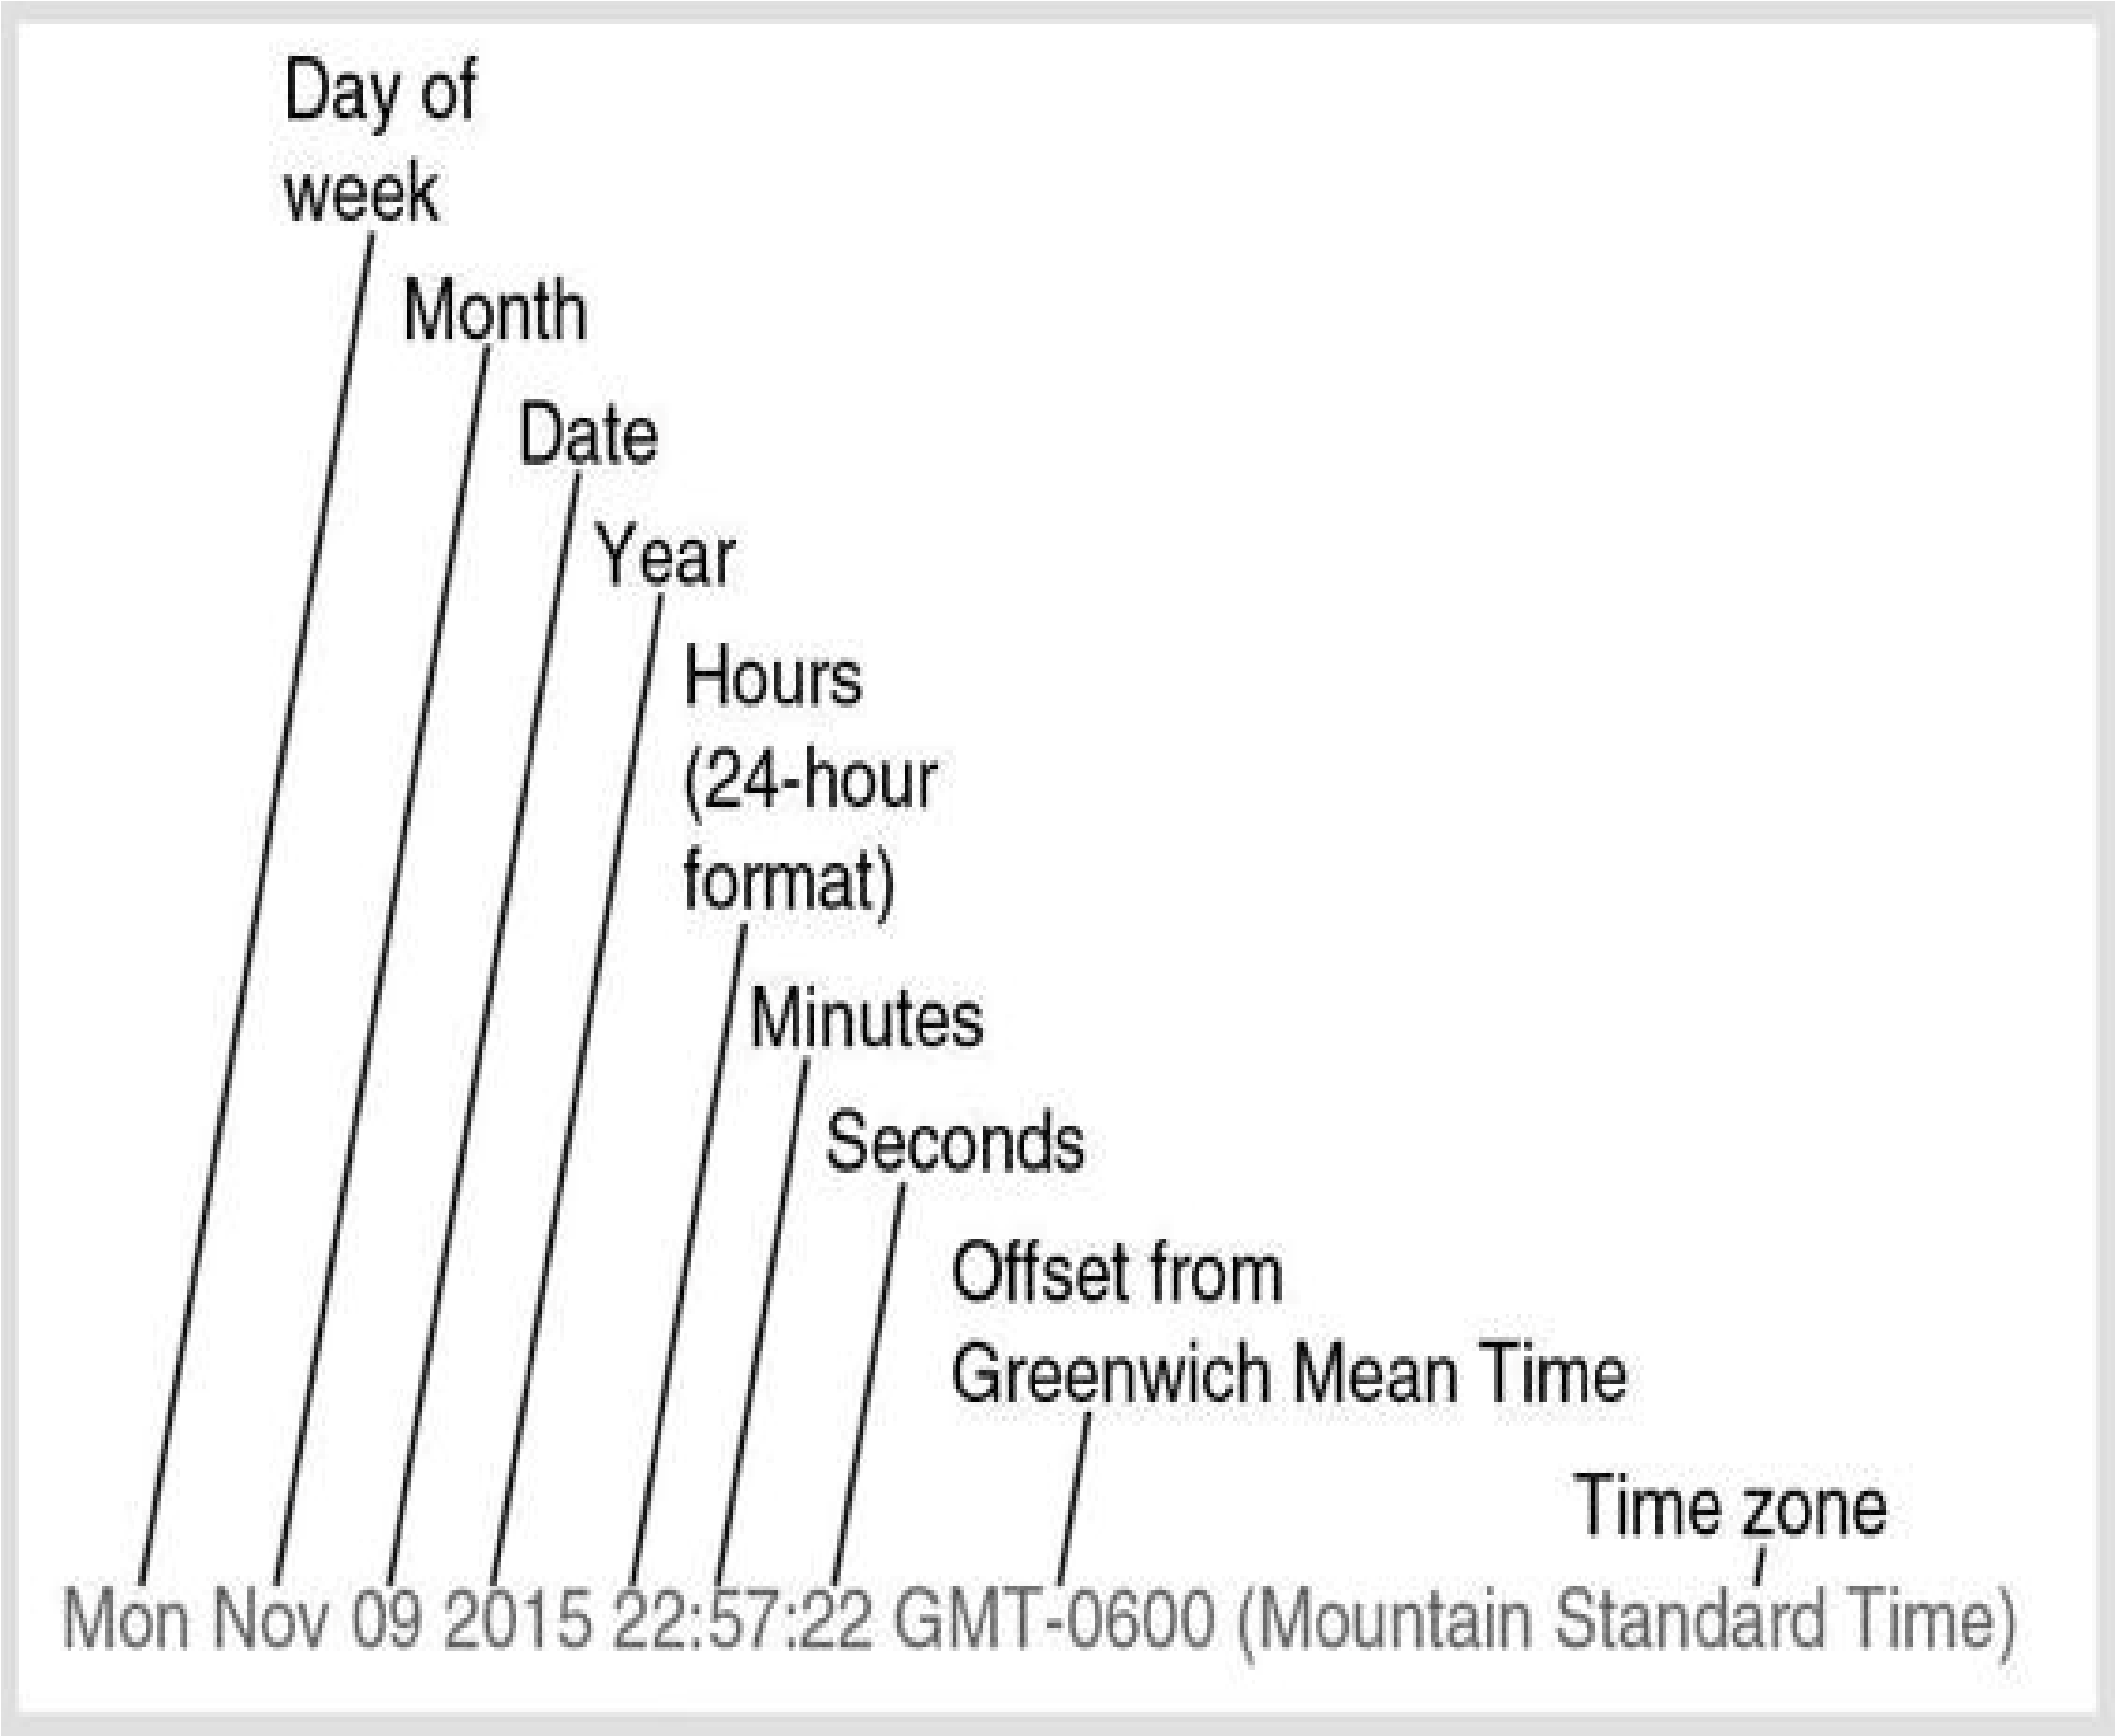 Day of
week
Month
Date
Year
Hours
(24-hour
format)
Minutes
Seconds
Offset from
Greenwich Mean Time
Time zone
Mon Nov 09 2015 22:57:22 GMT-0600 (Mountain Standard Time)